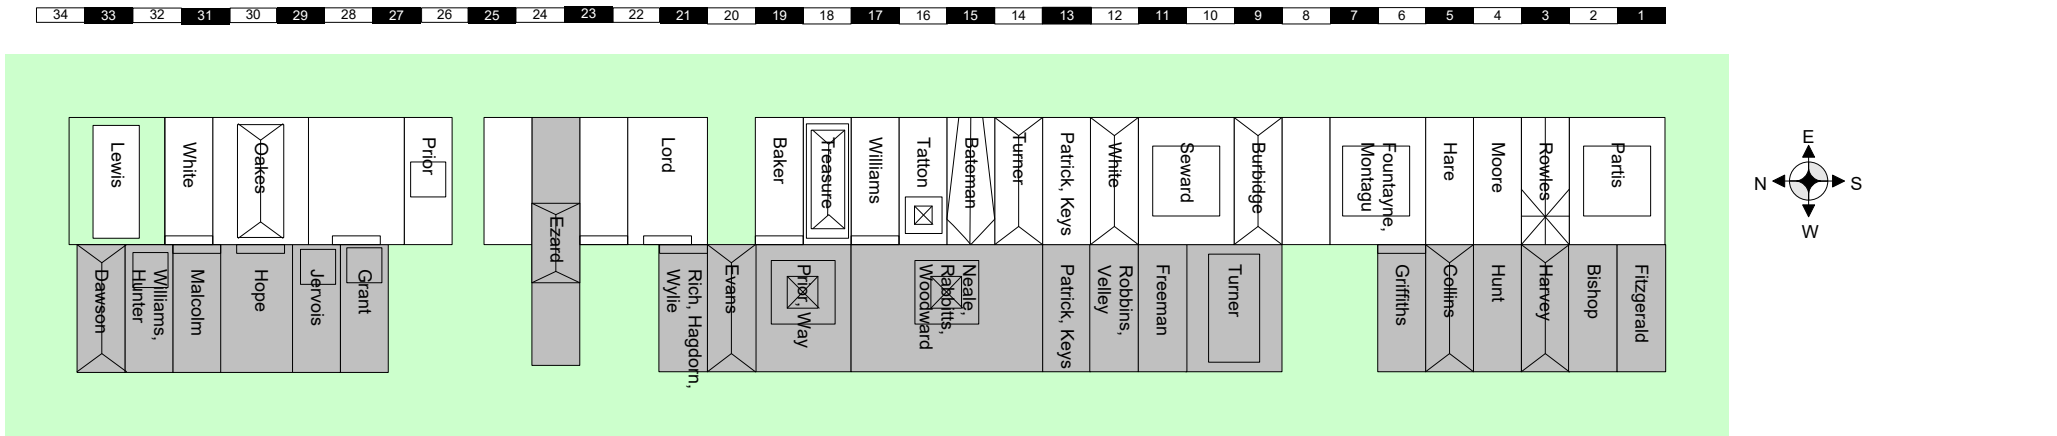 34 33 32 31 30 29 28 27 26 25 24 23 22 21 20 19 18 17 16 15 14 13 12 11 10 9 8 7 6 5 4 3 2 1
Lewis
White
Oakes
Prior
Ezard
Lord
Baker
Treasure
Williams
Tatton
Bateman
Turner
Patrick, Keys
White
Seward
Burbidge
Fountayne,
Montagu
Hare
Moore
Rowles
Partis
Dawson
Williams,
Hunter
Malcolm
Hope
Jervois
Grant
Rich, Hagdorn,
Wylie
Evans
Prior, Way
Neale,
Rabbitts,
Woodward
Patrick, Keys
Robbins,
Velley
Freeman
Turner
Griffiths
Collins
Hunt
Harvey
Bishop
Fitzgerald
E
N S
W